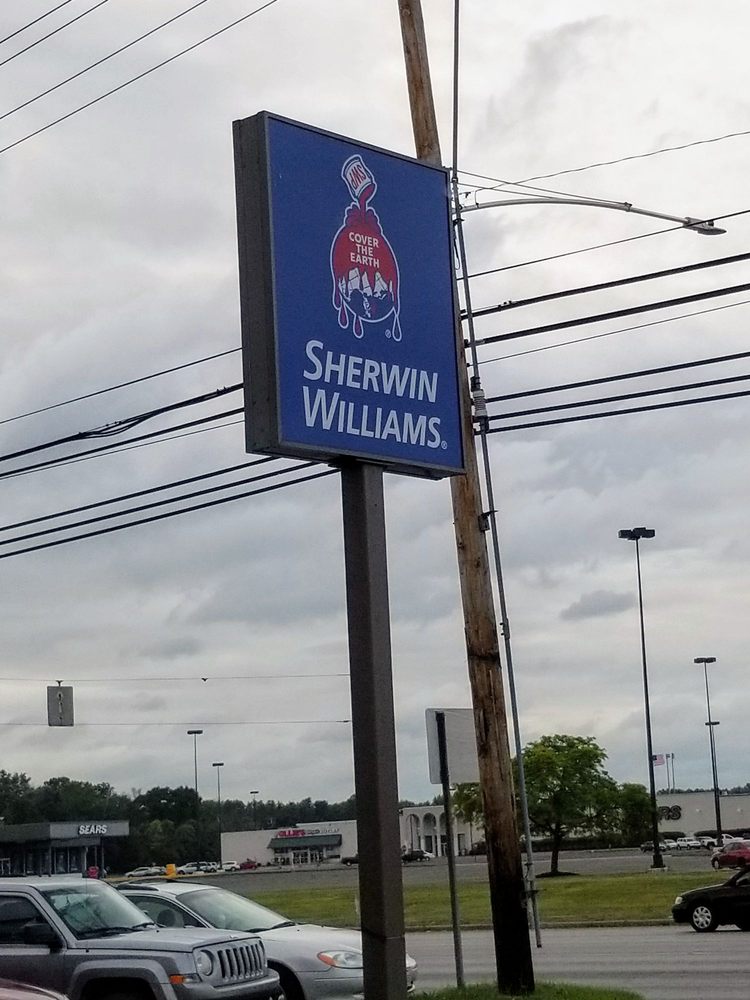 SWP
COVER
THE
EARTH
®
SHERWIN
WILLIAMS®
SEARS
OLLIE'S